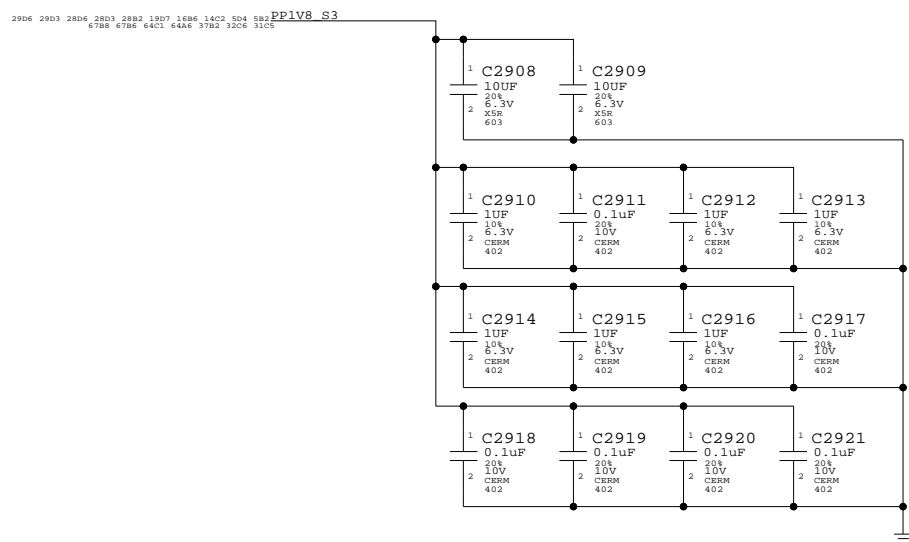 29D6 29D3 28D6 28D3 28B2 19D7 16B6 14C2 5D4 5B2 PP1V8_S3
67B8 67B6 64C1 64A6 37B2 32C6 31C5
1 C2908 1 C2909
10UF 10UF
20% 20%
2 6.3V 2 6.3V
X5R X5R
603 603
1 C2910 1 C2911 1 C2912 1 C2913
1UF 0.1uF 1UF 1UF
10% 20% 10% 10%
2 6.3V 2 10V 2 6.3V 2 6.3V
CERM CERM CERM CERM
402 402 402 402
1 C2914 1 C2915 1 C2916 1 C2917
1UF 1UF 1UF 0.1uF
10% 10% 10% 20%
2 6.3V 2 6.3V 2 6.3V 2 10V
CERM CERM CERM CERM
402 402 402 402
1 C2918 1 C2919 1 C2920 1 C2921
0.1uF 0.1uF 0.1uF 0.1uF
20% 20% 20% 20%
2 10V 2 10V 2 10V 2 10V
CERM CERM CERM CERM
402 402 402 402